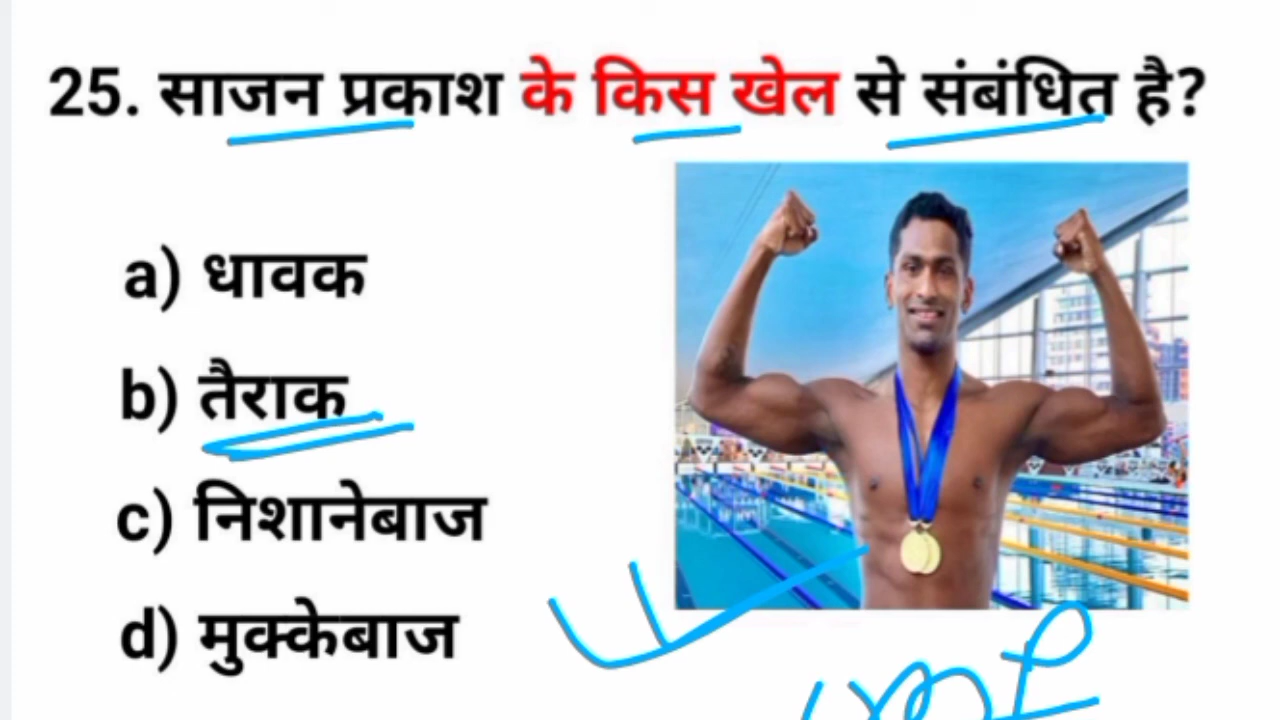 25. साजन प्रकाश के किस खेल से संबंधित है?
a) धावक
b) तैराक
c) निशानेबाज
d) मुक्केबाज